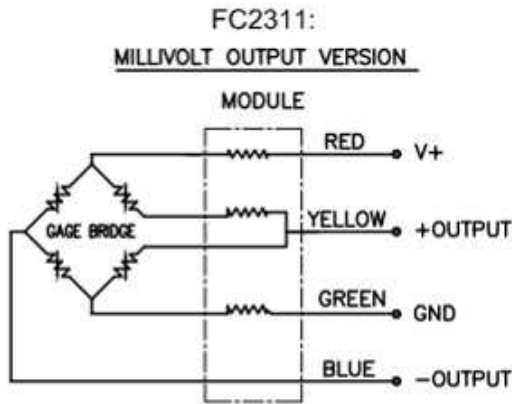 FC2311:
MILLIVOLT OUTPUT VERSION
MODULE
RED
V+
YELLOW
+OUTPUT
GAGE BRIDGE
GREEN
GND
BLUE
-OUTPUT